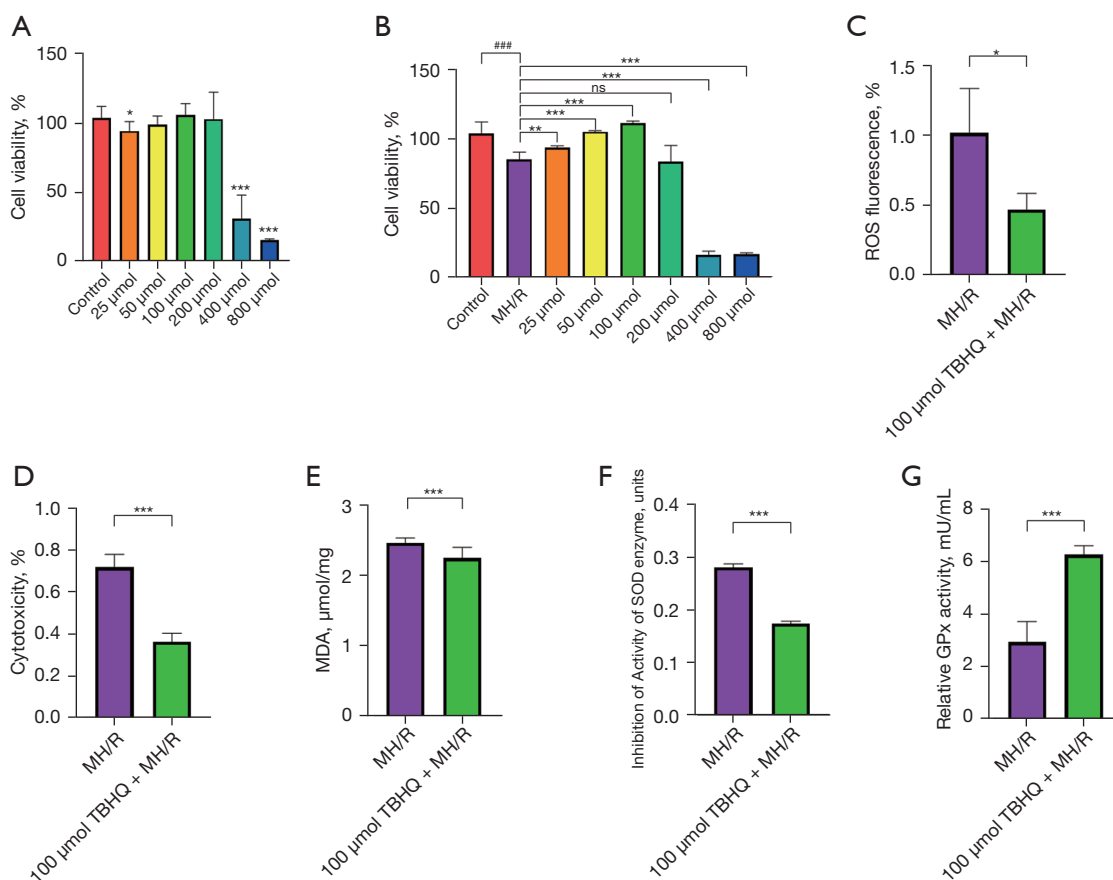 A
Cell viability, %
150
100
50
0
*
***
***
Control
25 µmol
50 µmol
100 µmol
200 µmol
400 µmol
800 µmol
B
Cell viability, %
150
100
50
0
###
***
***
ns
***
***
**
Control
MH/R
25 µmol
50 µmol
100 µmol
200 µmol
400 µmol
800 µmol
C
ROS fluorescence, %
1.5
1.0
0.5
0.0
*
MH/R
100 µmol TBHQ + MH/R
D
Cytotoxicity, %
1.0
0.8
0.6
0.4
0.2
0.0
***
MH/R
100 µmol TBHQ + MH/R
E
MDA, µmol/mg
3
2
1
0
***
MH/R
100 µmol TBHQ + MH/R
F
Inhibition of Activity of SOD enzyme, units
0.4
0.3
0.2
0.1
0.0
***
MH/R
100 µmol TBHQ + MH/R
G
Relative GPx activity, mU/mL
8
6
4
2
0
***
MH/R
100 µmol TBHQ + MH/R